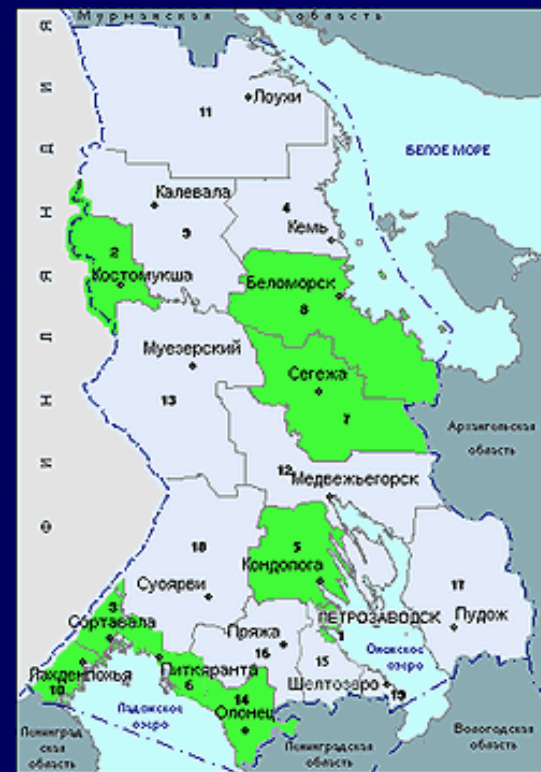 Мурманская область
ФИНЛЯНДИЯ
11
Лоухи
БЕЛОЕ МОРЕ
Калевала
4
9
Кемь
2
Костомукша
Беломорск
8
Муезерский
Сегежа
13
7
Архангельская
область
12
Медвежьегорск
18
5
Кондопога
17
Суоярви
3
Сортавала
ПЕТРОЗАВОДСК
1
Пудож
Пряжа
16
15
Онежское
озеро
Питкяранта
6
Лахденпохья
10
Шелтозеро
19
14
Олонец
Ладожское
озеро
Ленинград
ская
область
Ленинградская
область
Вологодская
область